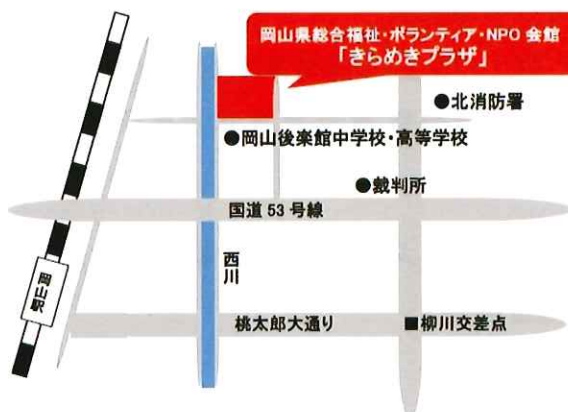 岡山県総合福祉・ボランティア・NPO 会館
「きらめきプラザ」
●北消防署
●岡山後楽館中学校・高等学校
●裁判所
国道 53 号線
西川
岡山駅
桃太郎大通り
■柳川交差点